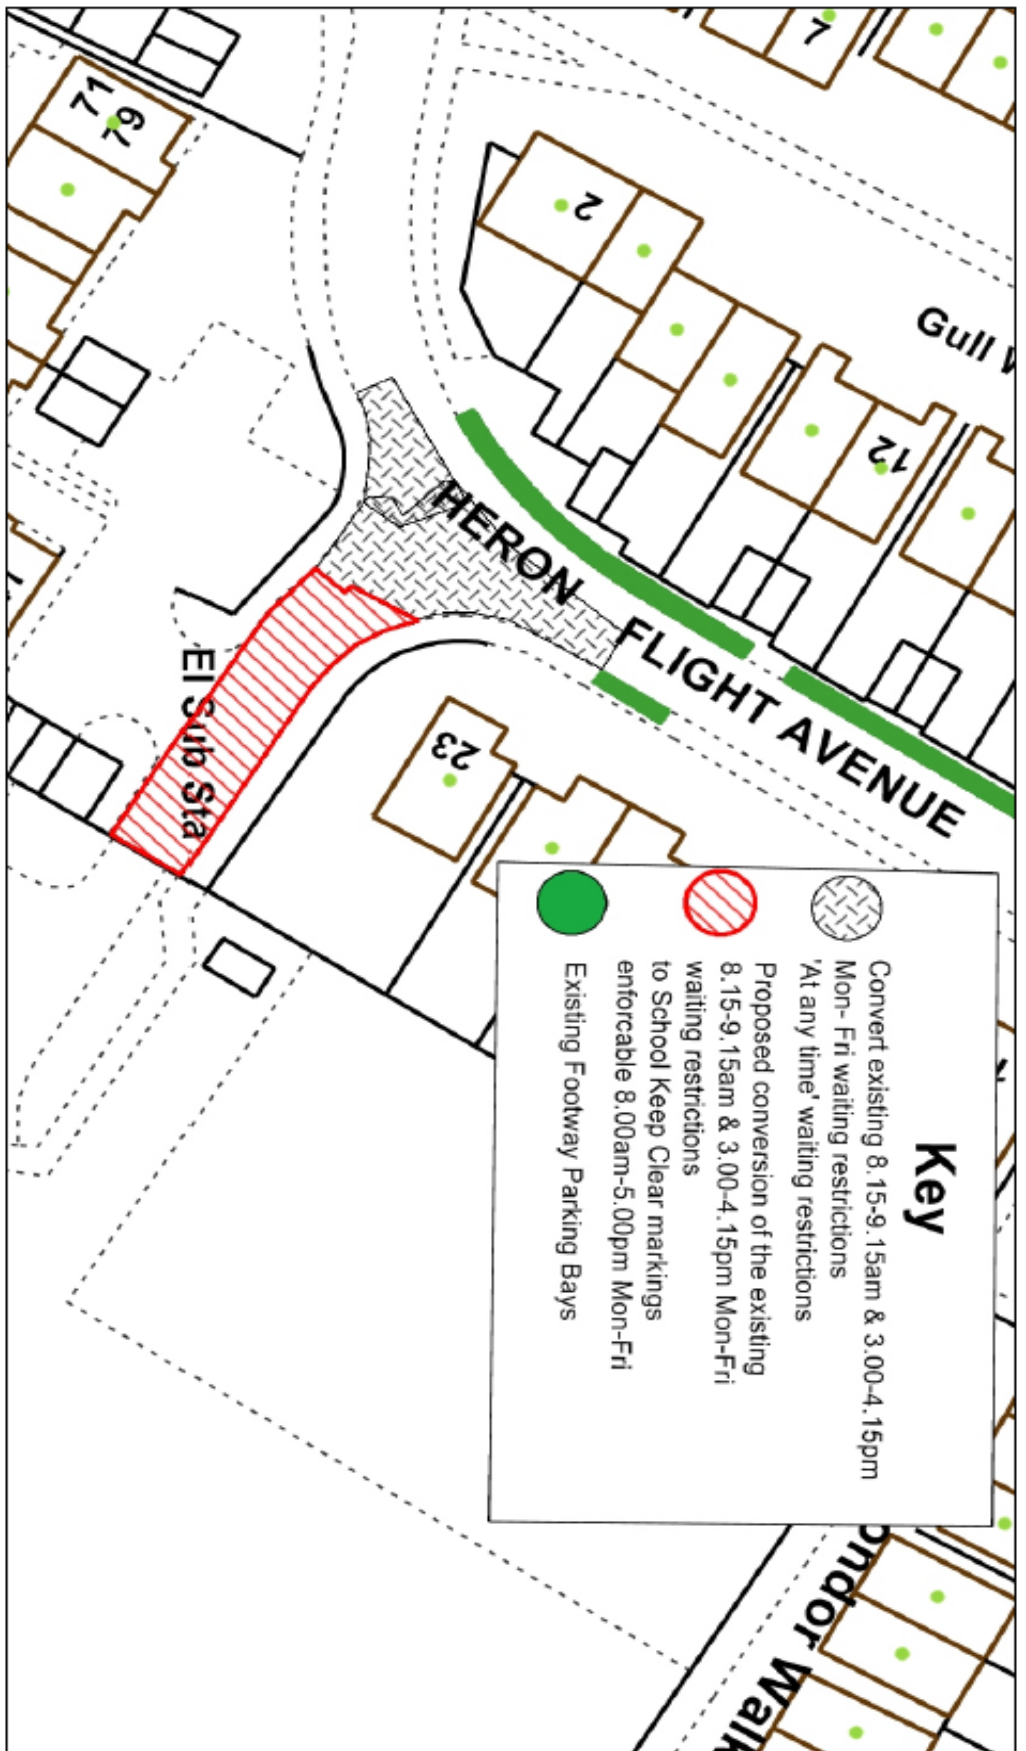 Key
Convert existing 8.15-9.15am & 3.00-4.15pm
Mon- Fri waiting restrictions
'At any time' waiting restrictions
Proposed conversion of the existing
8.15-9.15am & 3.00-4.15pm Mon-Fri
waiting restrictions
to School Keep Clear markings
enforcable 8.00am-5.00pm Mon-Fri
Existing Footway Parking Bays
HERON
FLIGHT AVENUE
Gull
ondor Walk
El Sub Sta
7
71
79
2
12
23